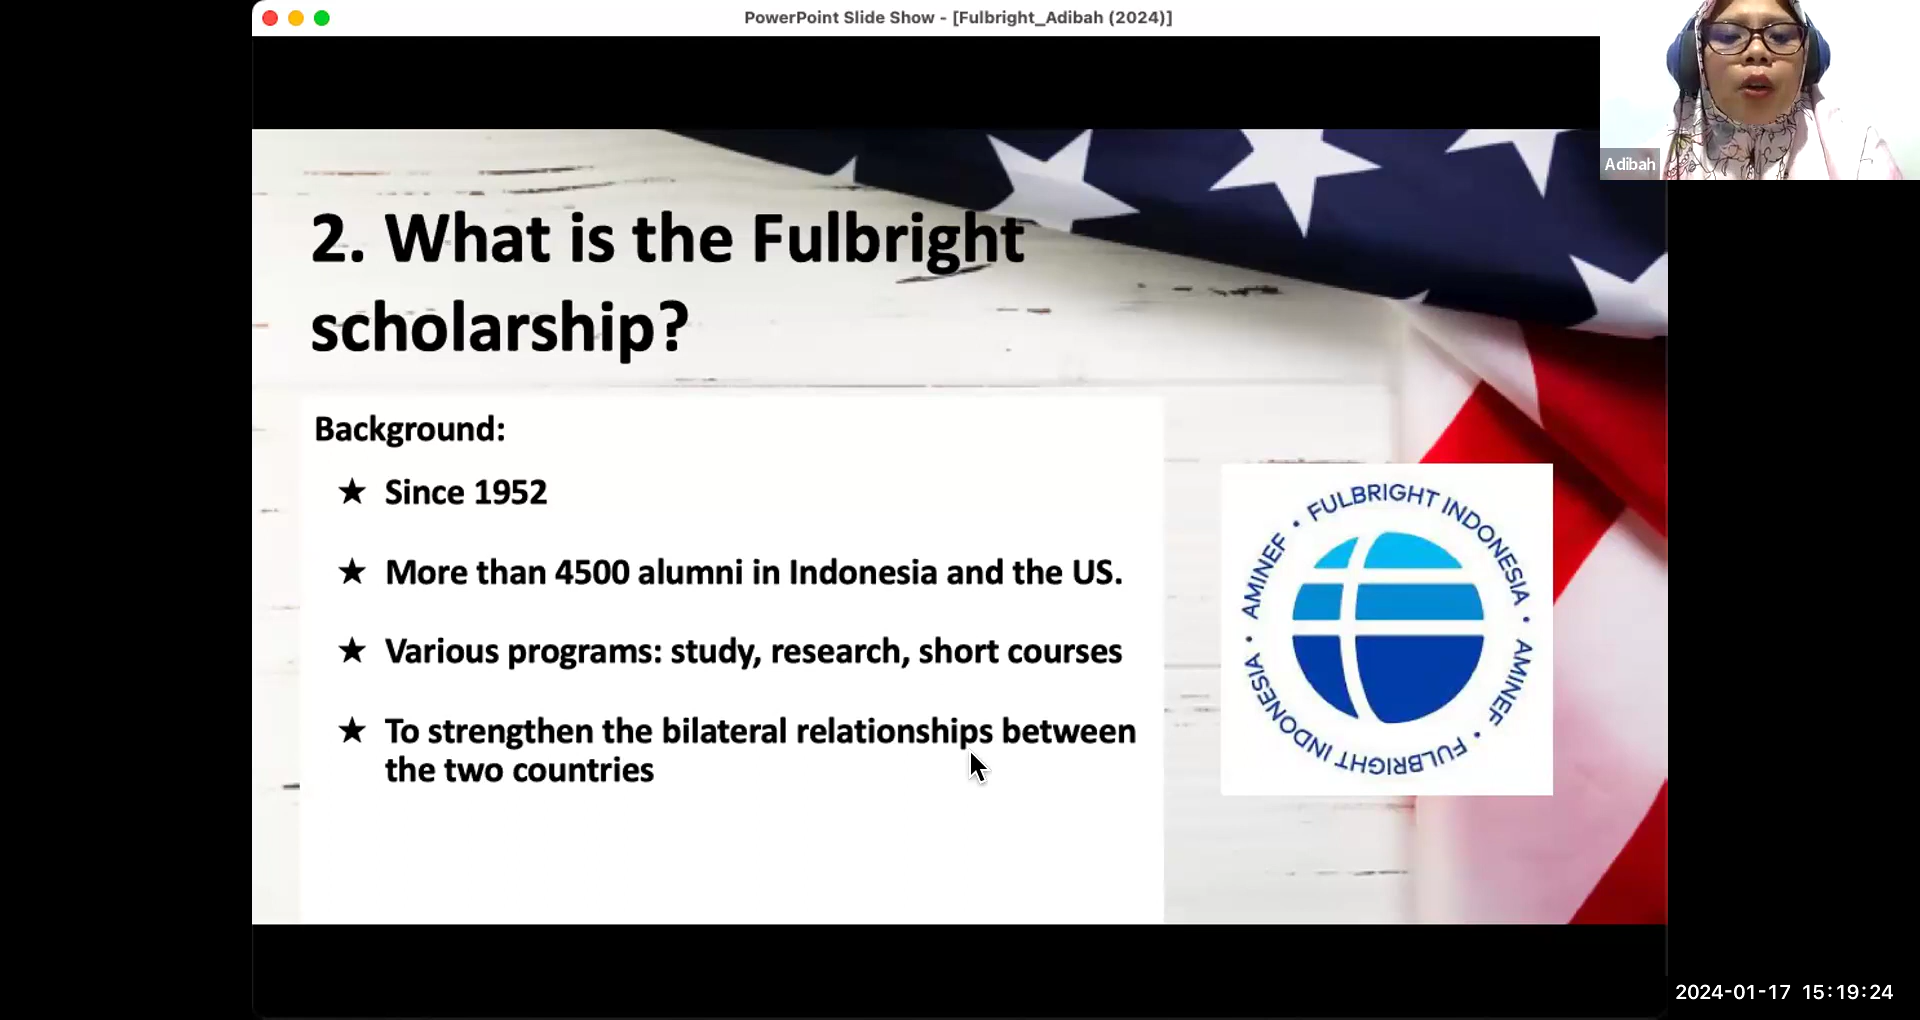 PowerPoint Slide Show - [Fulbright_Adibah (2024)]
Adibah
2. What is the Fulbright
scholarship?
Background:
★ Since 1952
★ More than 4500 alumni in Indonesia and the US.
★ Various programs: study, research, short courses
★ To strengthen the bilateral relationships between
the two countries
AMINEF • FULBRIGHT INDONESIA • AMINEF • FULBRIGHT INDONESIA •
2024-01-17 15:19:24